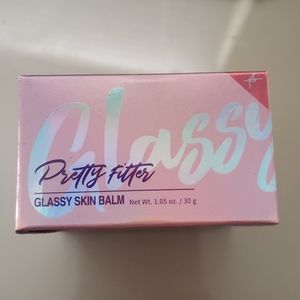 Glassy
Pretty Filter
GLASSY SKIN BALM Net Wt. 1.05 oz. / 30 g